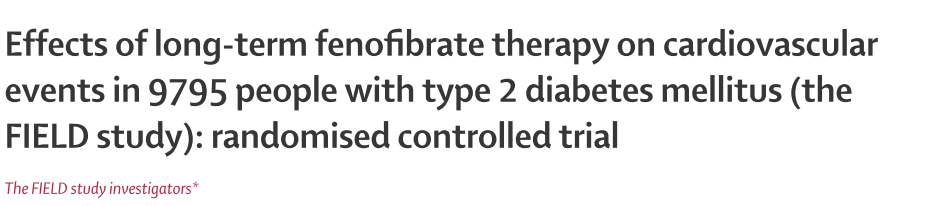 Effects of long-term fenofibrate therapy on cardiovascular
events in 9795 people with type 2 diabetes mellitus (the
FIELD study): randomised controlled trial
The FIELD study investigators*